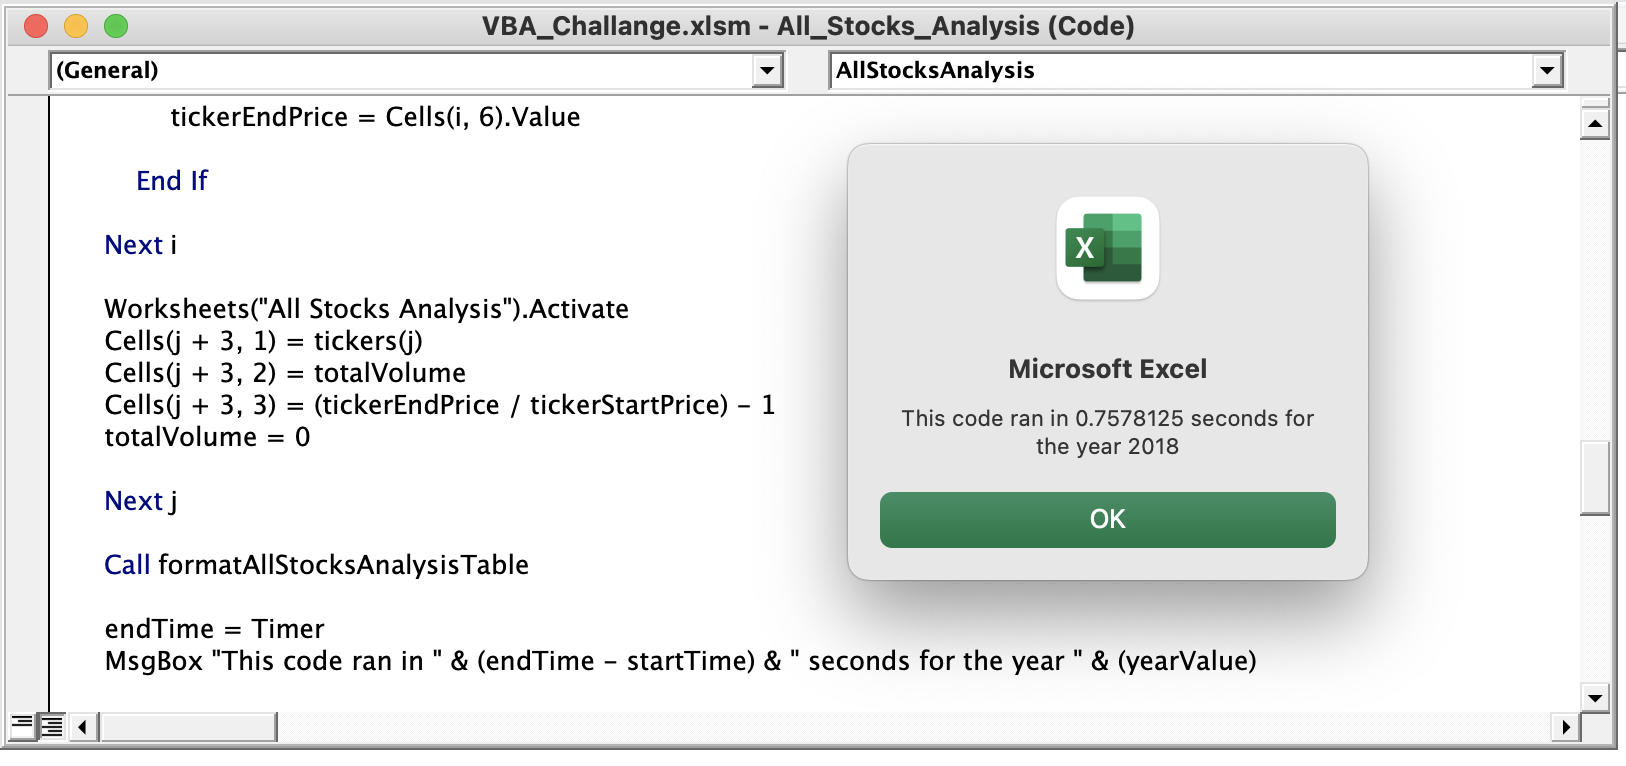 VBA_Challange.xlsm - All_Stocks_Analysis (Code)
(General)
AllStocksAnalysis
tickerEndPrice = Cells(i, 6).Value
End If
Next i
Worksheets("All Stocks Analysis").Activate
Cells(j + 3, 1) = tickers(j)
Cells(j + 3, 2) = totalVolume
Cells(j + 3, 3) = (tickerEndPrice / tickerStartPrice) - 1
totalVolume = 0
Next j
Call formatAllStocksAnalysisTable
endTime = Timer
MsgBox "This code ran in " & (endTime - startTime) & " seconds for the year " & (yearValue)
X
Microsoft Excel
This code ran in 0.7578125 seconds for
the year 2018
OK